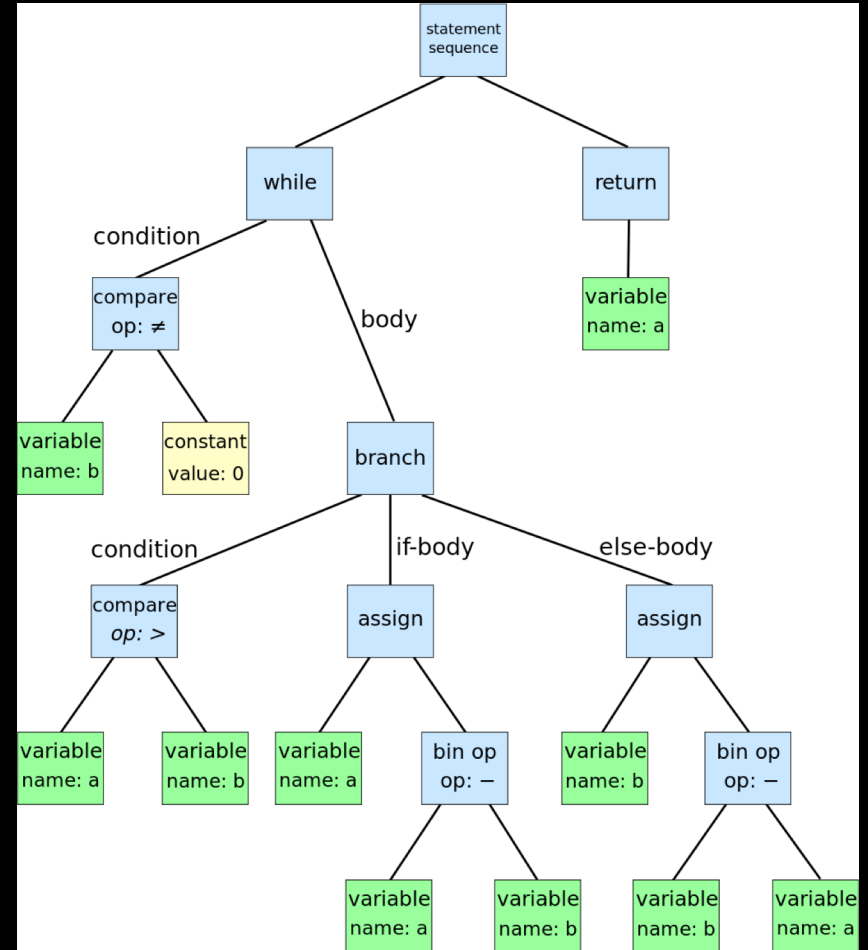 statement
sequence
while
return
condition
body
compare
op: ≠
variable
name: a
variable
name: b
constant
value: 0
branch
condition
if-body
else-body
compare
op: >
assign
assign
variable
name: a
variable
name: b
variable
name: a
bin op
op: −
variable
name: b
bin op
op: −
variable
name: a
variable
name: b
variable
name: b
variable
name: a